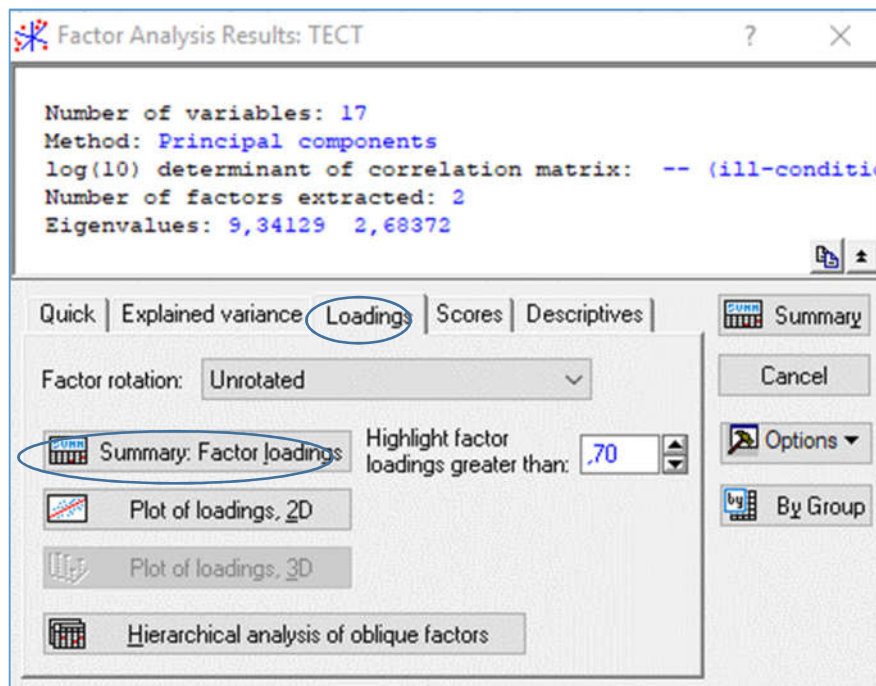 Factor Analysis Results: TECT
Number of variables: 17
Method: Principal components
log(10) determinant of correlation matrix: -- (ill-conditio
Number of factors extracted: 2
Eigenvalues: 9,34129 2,68372
Quick Explained variance Loadings Scores Descriptives
Factor rotation: Unrotated
Summary: Factor loadings
Highlight factor
loadings greater than: ,70
Plot of loadings, 2D
Plot of loadings, 3D
Hierarchical analysis of oblique factors
Summary
Cancel
Options
By Group